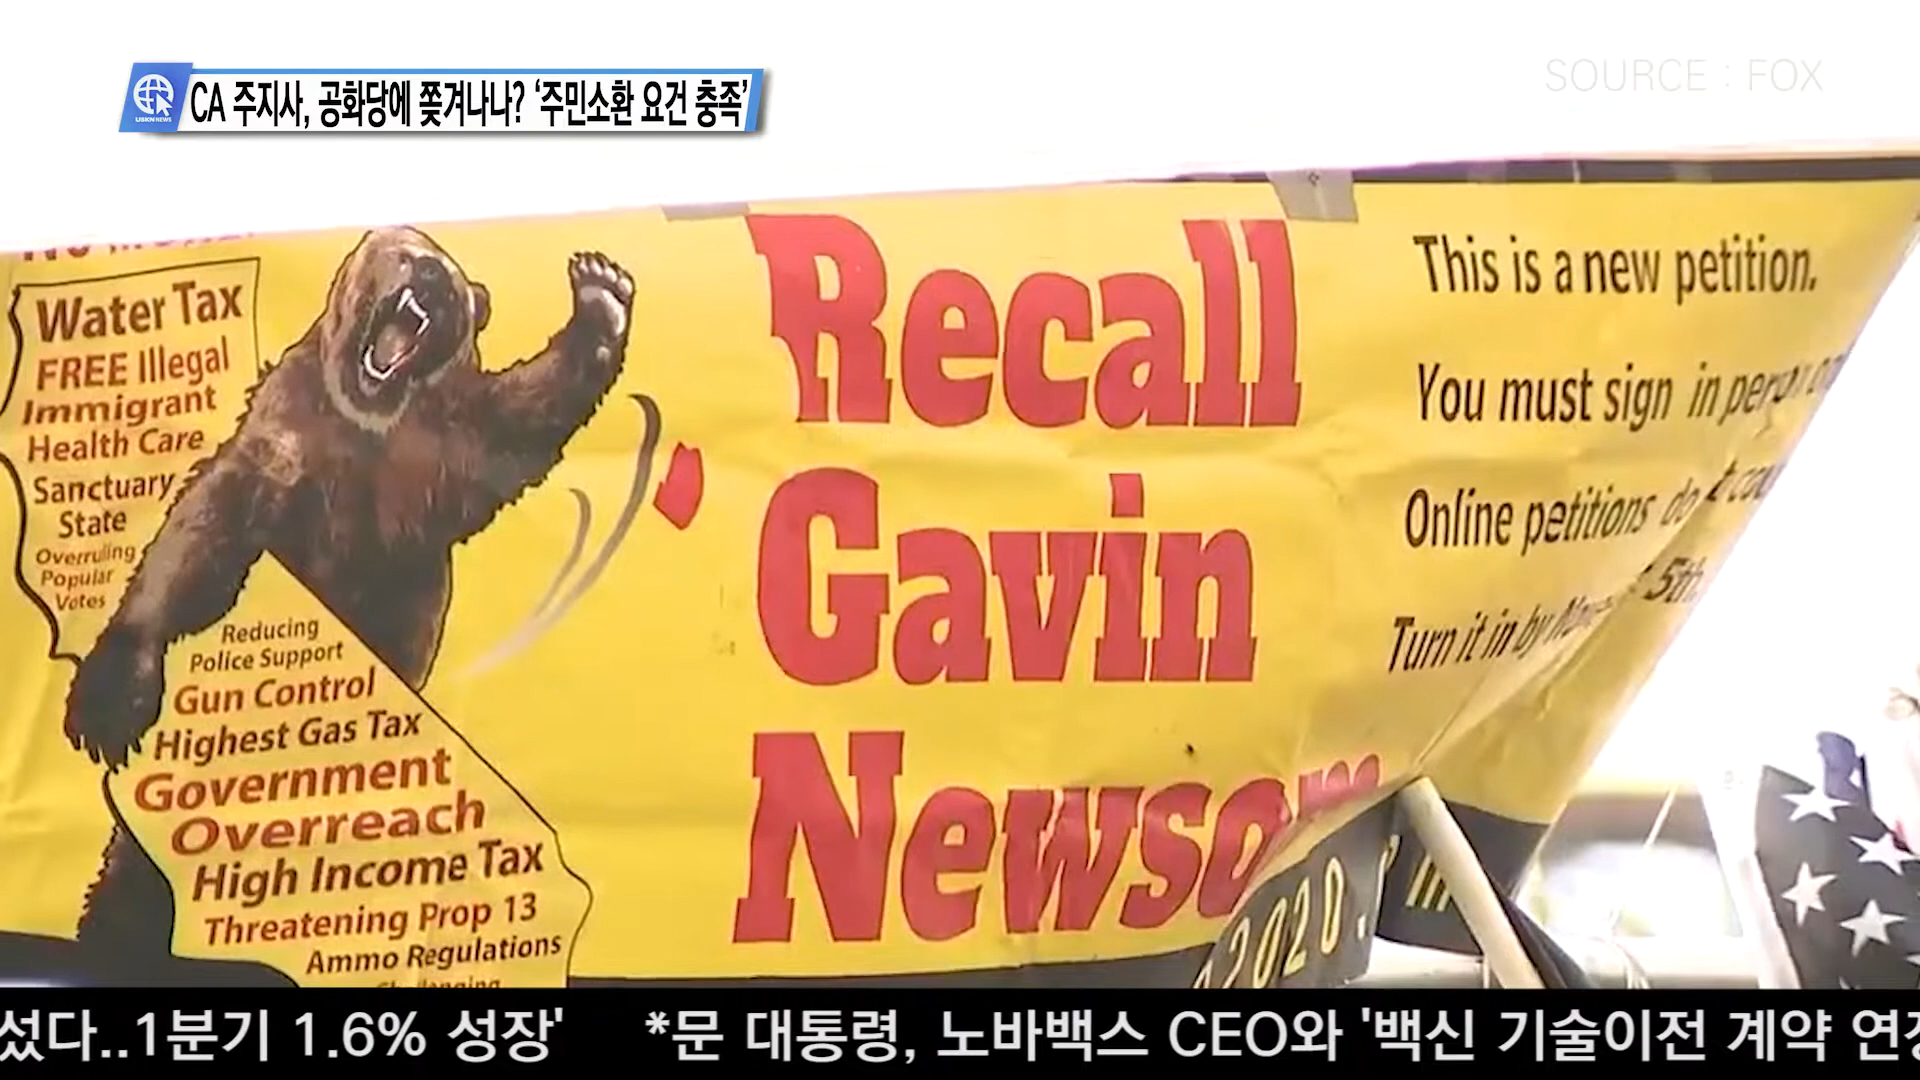 SOURCE : FOX
USKN NEWS
CA 주지사, 공화당에 쫓겨나나? ‘주민소환 요건 충족’
Water Tax
FREE Illegal
Immigrant
Health Care
Sanctuary
State
Overruling
Popular
Votes
Reducing
Police Support
Gun Control
Highest Gas Tax
Government
Overreach
High Income Tax
Threatening Prop 13
Ammo Regulations
Recall
Gavin
This is a new petition.
You must sign in
Online petitions
Turn it in by 5th
2020.
섰다..1분기 1.6% 성장' *문 대통령, 노바백스 CEO와 '백신 기술이전 계약